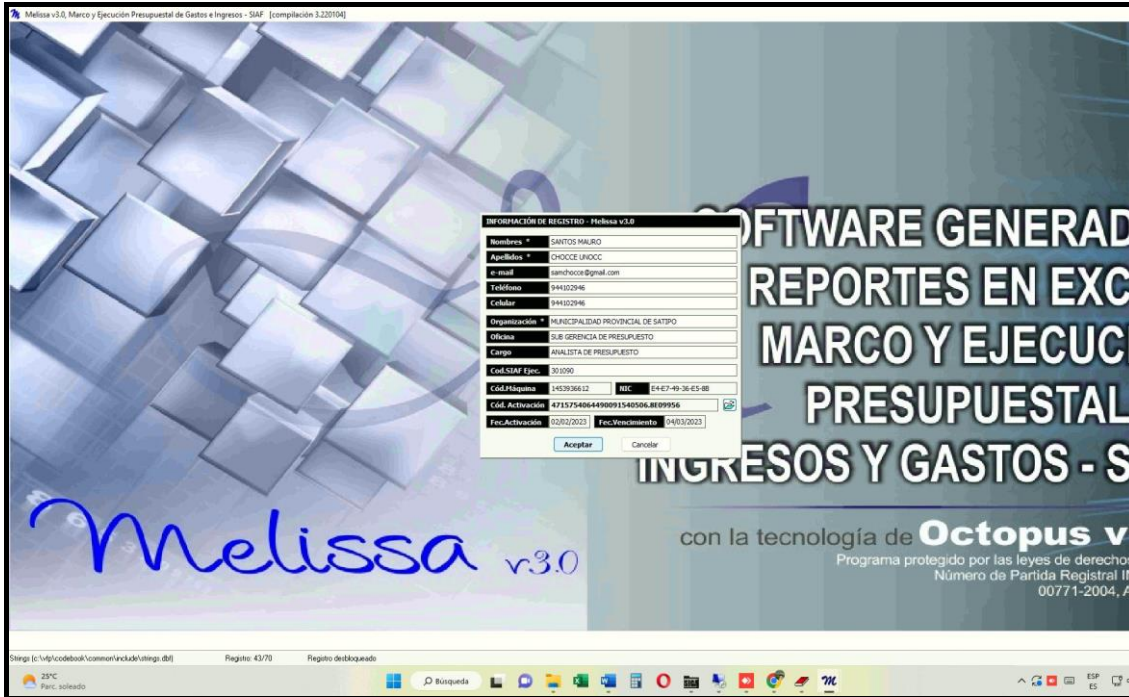 Melissa v3.0, Marco y Ejecución Presupuestal de Gastos e Ingresos - SIAF [compilación 3.220104]
INFORMACIÓN DE REGISTRO - Melissa v3.0
Nombres * SANTOS MAURO
Apellidos * CHOCCE UNOCC
e-mail samchocce@gmail.com
Teléfono 944102946
Celular 944102946
Organización * MUNICIPALIDAD PROVINCIAL DE SATIPO
Oficina SUB GERENCIA DE PRESUPUESTO
Cargo ANALISTA DE PRESUPUESTO
Cod.SIAF Ejec. 301090
Cód.Máquina 1453936612 NIC E4-E7-49-36-E5-8B
Cód. Activación 4715754064490091540506.8E09956
Fec.Activación 02/02/2023 Fec.Vencimiento 04/03/2023
Aceptar Cancelar
SOFTWARE GENERAD
REPORTES EN EXC
MARCO Y EJECUCI
PRESUPUESTAL
INGRESOS Y GASTOS - S
Melissa v3.0
con la tecnología de Octopus v
Programa protegido por las leyes de derechos
Número de Partida Registral IN
00771-2004, A
Strings (c:\vfp\codebook\common\include\strings.dbf) Registro: 43/70 Registro desbloqueado
25°C
Parc. soleado
Búsqueda
ESP
ES